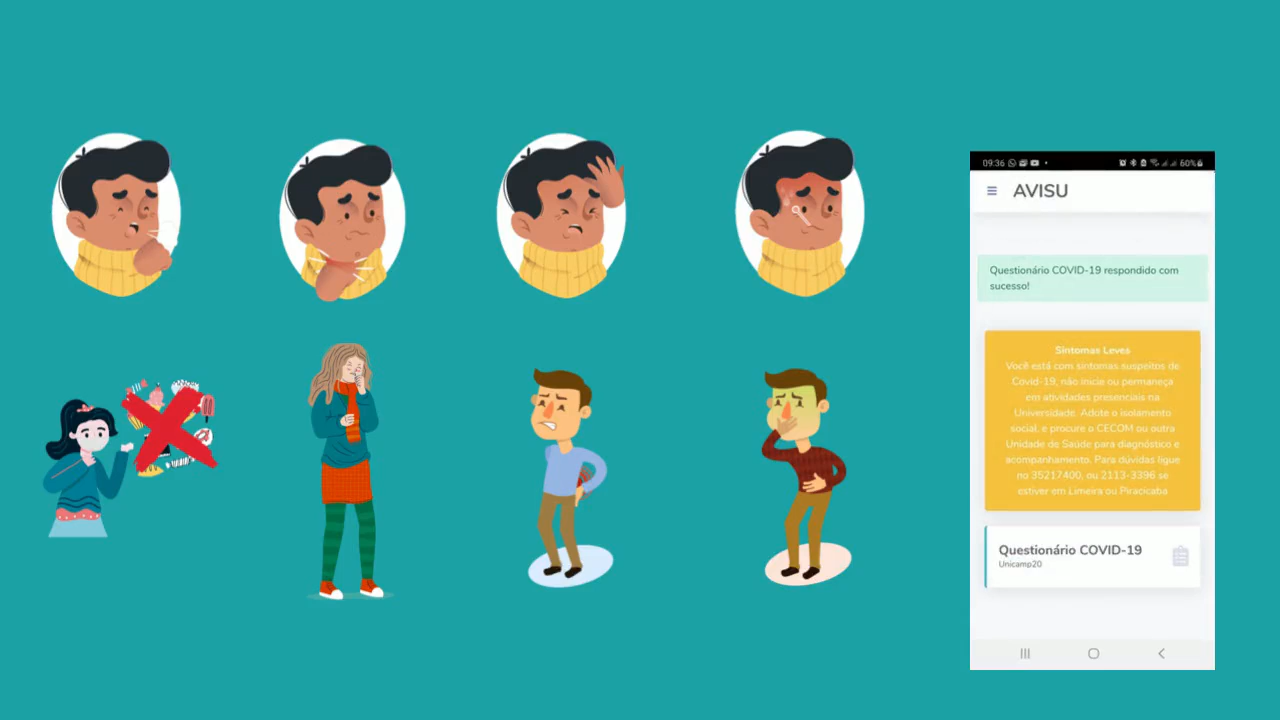 09:36
60%
AVISU
Questionário COVID-19 respondido com
sucesso!
Sintomas Leves
Você está com sintomas suspeitos de
Covid-19, não inicie ou permaneça
em atividades presenciais na
Universidade. Adote o isolamento
social, e procure o CECOM ou outra
Unidade de Saúde para diagnóstico e
acompanhamento. Para dúvidas ligue
no 35217400, ou 2113-3396 se
estiver em Limeira ou Piracicaba
Questionário COVID-19
Unicamp20